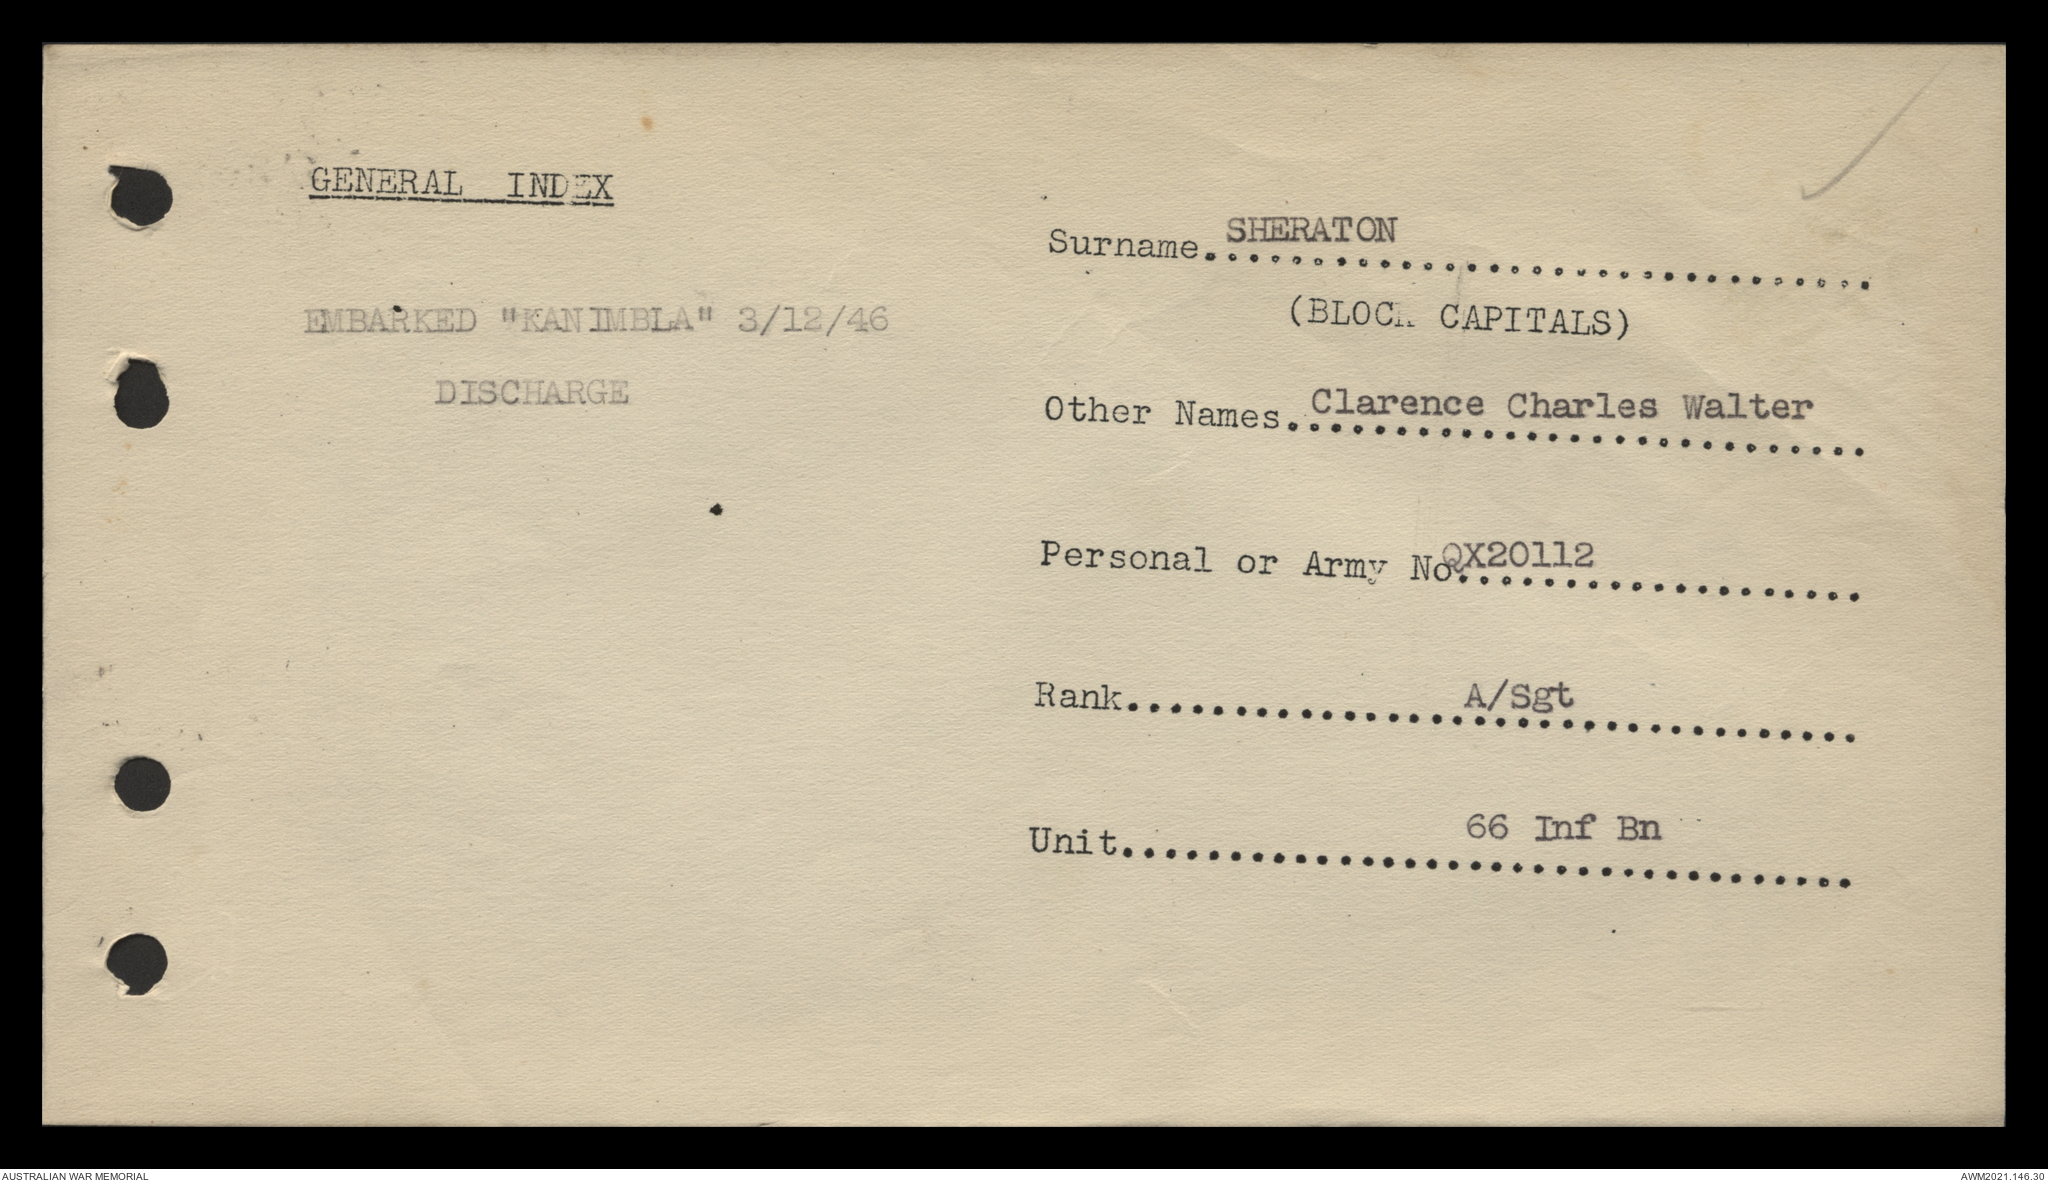 GENERAL INDEX
EMBARKED "KANIMBLA" 3/12/46
DISCHARGE
Surname. SHERATON
(BLOCK CAPITALS)
Other Names. Clarence Charles Walter
Personal or Army No. QX20112
Rank. A/Sgt
Unit. 66 Inf Bn
AUSTRALIAN WAR MEMORIAL
AWM2021.146.30